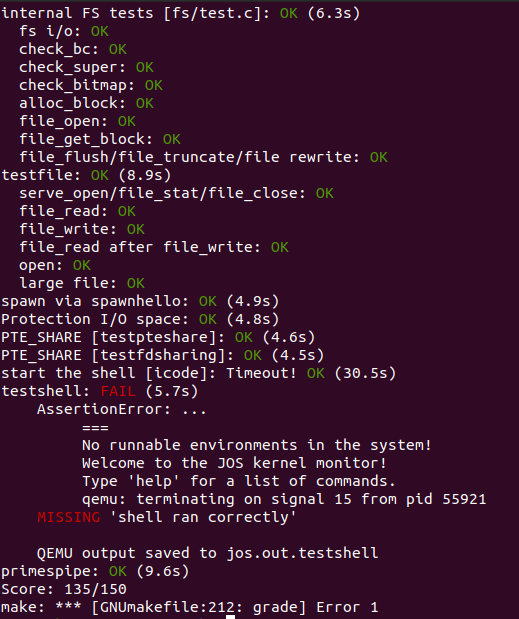 internal FS tests [fs/test.c]: OK (6.3s)
  fs i/o: OK
  check_bc: OK
  check_super: OK
  check_bitmap: OK
  alloc_block: OK
  file_open: OK
  file_get_block: OK
  file_flush/file_truncate/file rewrite: OK
testfile: OK (8.9s)
  serve_open/file_stat/file_close: OK
  file_read: OK
  file_write: OK
  file_read after file_write: OK
  open: OK
  large file: OK
spawn via spawnhello: OK (4.9s)
Protection I/O space: OK (4.8s)
PTE_SHARE [testpteshare]: OK (4.6s)
PTE_SHARE [testfdsharing]: OK (4.5s)
start the shell [icode]: Timeout! OK (30.5s)
testshell: FAIL (5.7s)
    AssertionError: ...
         ===
         No runnable environments in the system!
         Welcome to the JOS kernel monitor!
         Type 'help' for a list of commands.
         qemu: terminating on signal 15 from pid 55921
    MISSING 'shell ran correctly'

    QEMU output saved to jos.out.testshell
primespipe: OK (9.6s)
Score: 135/150
make: *** [GNUmakefile:212: grade] Error 1